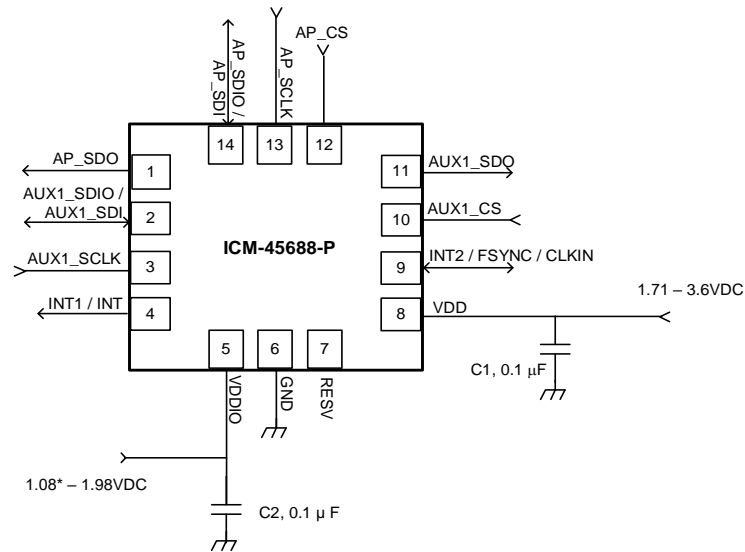 AP_CS
AP_SDIO /
AP_SDI
AP_SCLK
14
13
12
AP_SDO
1
11
AUX1_SDO
AUX1_SDIO /
AUX1_SDI
2
10
AUX1_CS
ICM-45688-P
AUX1_SCLK
3
9
INT2 / FSYNC / CLKIN
INT1 / INT
4
8
VDD
1.71 – 3.6VDC
5
6
7
VDDIO
GND
RESV
C1, 0.1 μF
1.08* – 1.98VDC
C2, 0.1 μ F